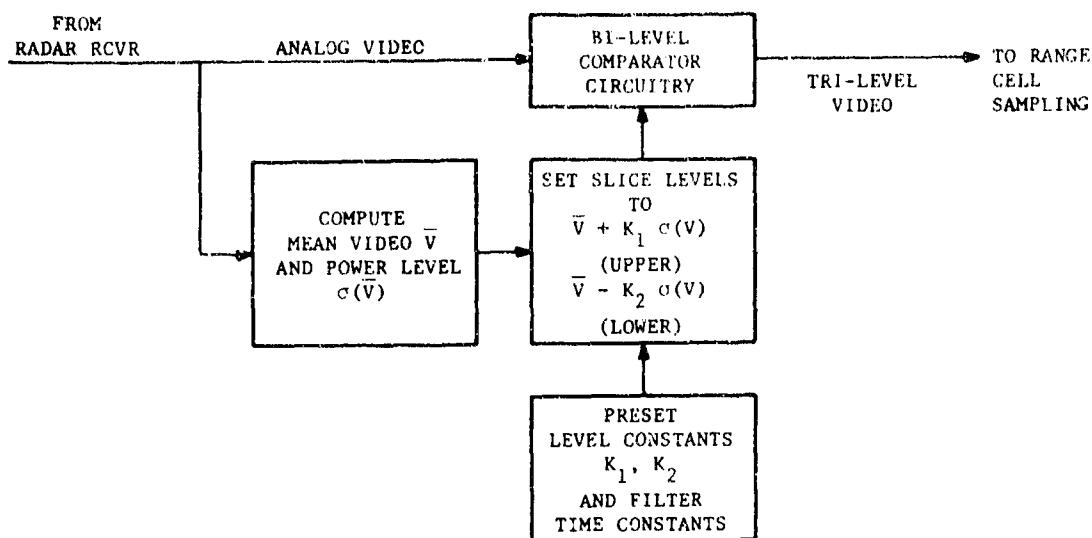 FROM
RADAR RCVR
ANALOG VIDEO
BI-LEVEL
COMPARATOR
CIRCUITRY
TRI-LEVEL
VIDEO
TO RANGE
CELL
SAMPLING
COMPUTE
MEAN VIDEO V̅
AND POWER LEVEL
σ(V̅)
SET SLICE LEVELS
TO
V̅ + K₁ σ(V)
(UPPER)
V̅ - K₂ σ(V)
(LOWER)
PRESET
LEVEL CONSTANTS
K₁, K₂
AND FILTER
TIME CONSTANTS